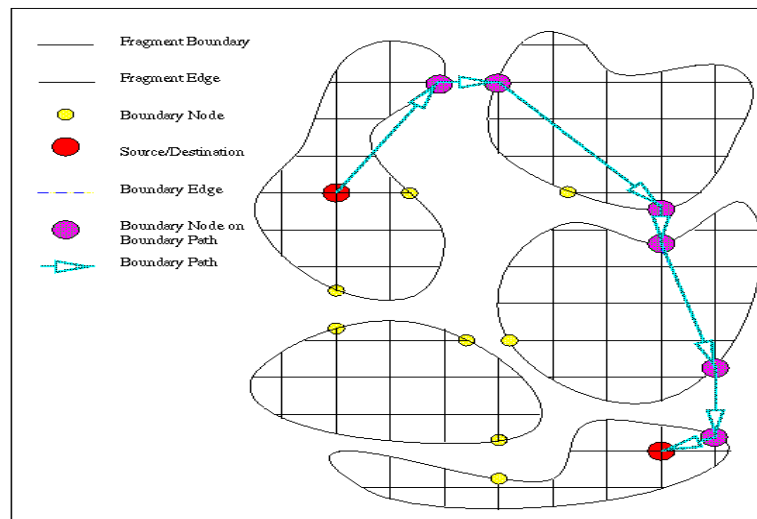 Fragment Boundary
Fragment Edge
Boundary Node
Source/Destination
Boundary Edge
Boundary Node on
Boundary Path
Boundary Path